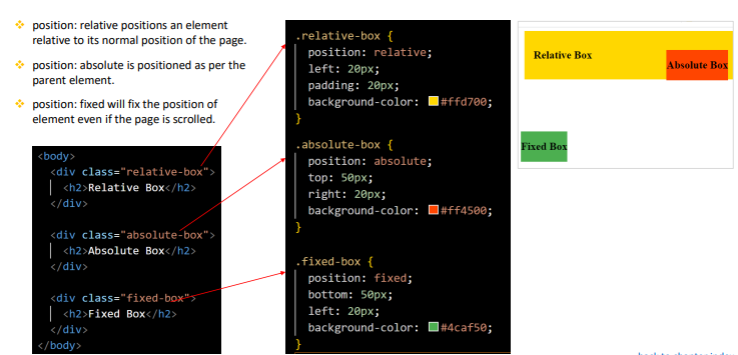 position: relative positions an element
relative to its normal position of the page.
position: absolute is positioned as per the
parent element.
position: fixed will fix the position of
element even if the page is scrolled.
<body>
<div class="relative-box">
<h2>Relative Box</h2>
</div>
<div class="absolute-box">
<h2>Absolute Box</h2>
</div>
<div class="fixed-box">
<h2>Fixed Box</h2>
</div>
</body>
.relative-box {
position: relative;
left: 20px;
padding: 20px;
background-color: #ffd700;
}
.absolute-box {
position: absolute;
top: 50px;
right: 20px;
background-color: #ff4500;
}
.fixed-box {
position: fixed;
bottom: 50px;
left: 20px;
background-color: #4caf50;
}
Relative Box
Absolute Box
Fixed Box